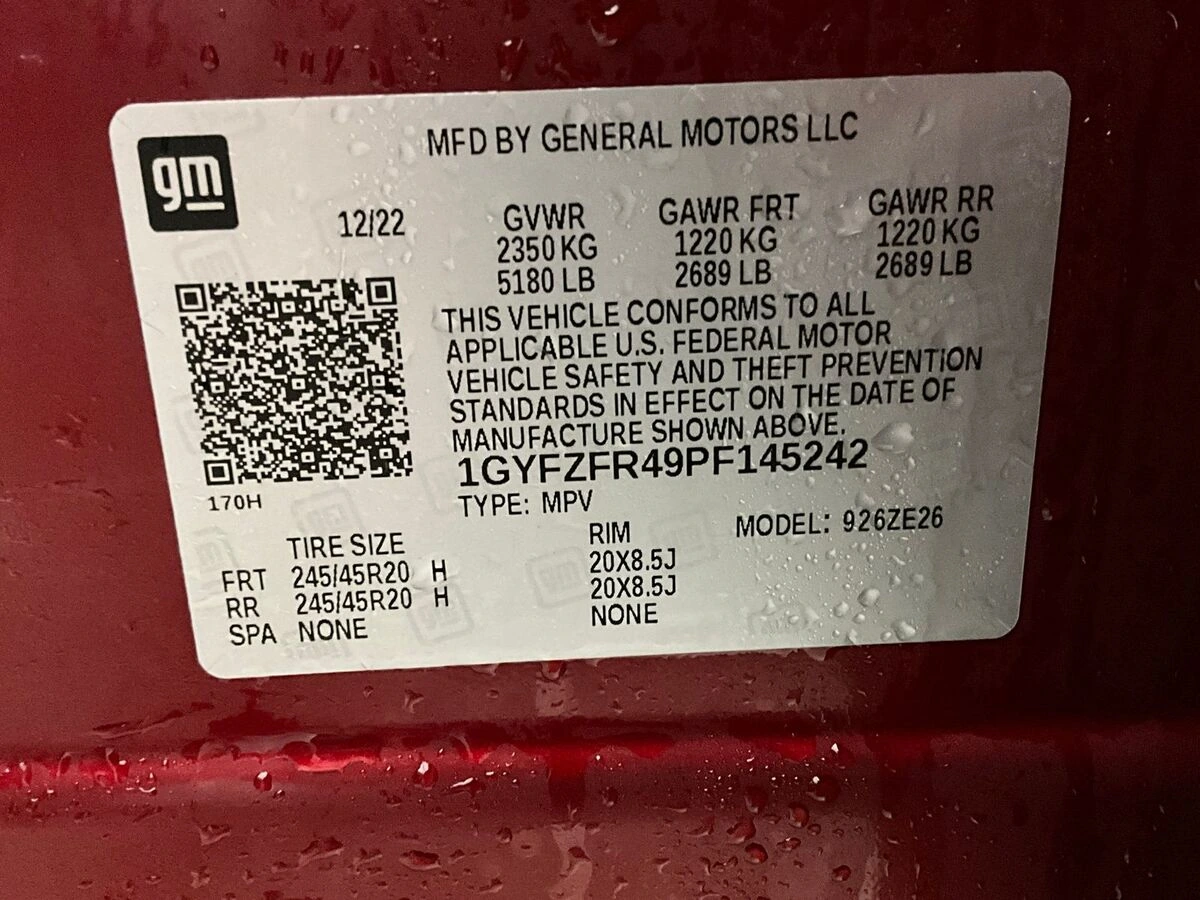 MFD BY GENERAL MOTORS LLC
gm
12/22
GVWR GAWR FRT GAWR RR
2350 KG 1220 KG 1220 KG
5180 LB 2689 LB 2689 LB
THIS VEHICLE CONFORMS TO ALL
APPLICABLE U.S. FEDERAL MOTOR
VEHICLE SAFETY AND THEFT PREVENTION
STANDARDS IN EFFECT ON THE DATE OF
MANUFACTURE SHOWN ABOVE.
1GYFZFR49PF145242
170H
TYPE: MPV
MODEL: 926ZE26
TIRE SIZE RIM
FRT 245/45R20 H 20X8.5J
RR 245/45R20 H 20X8.5J
SPA NONE NONE